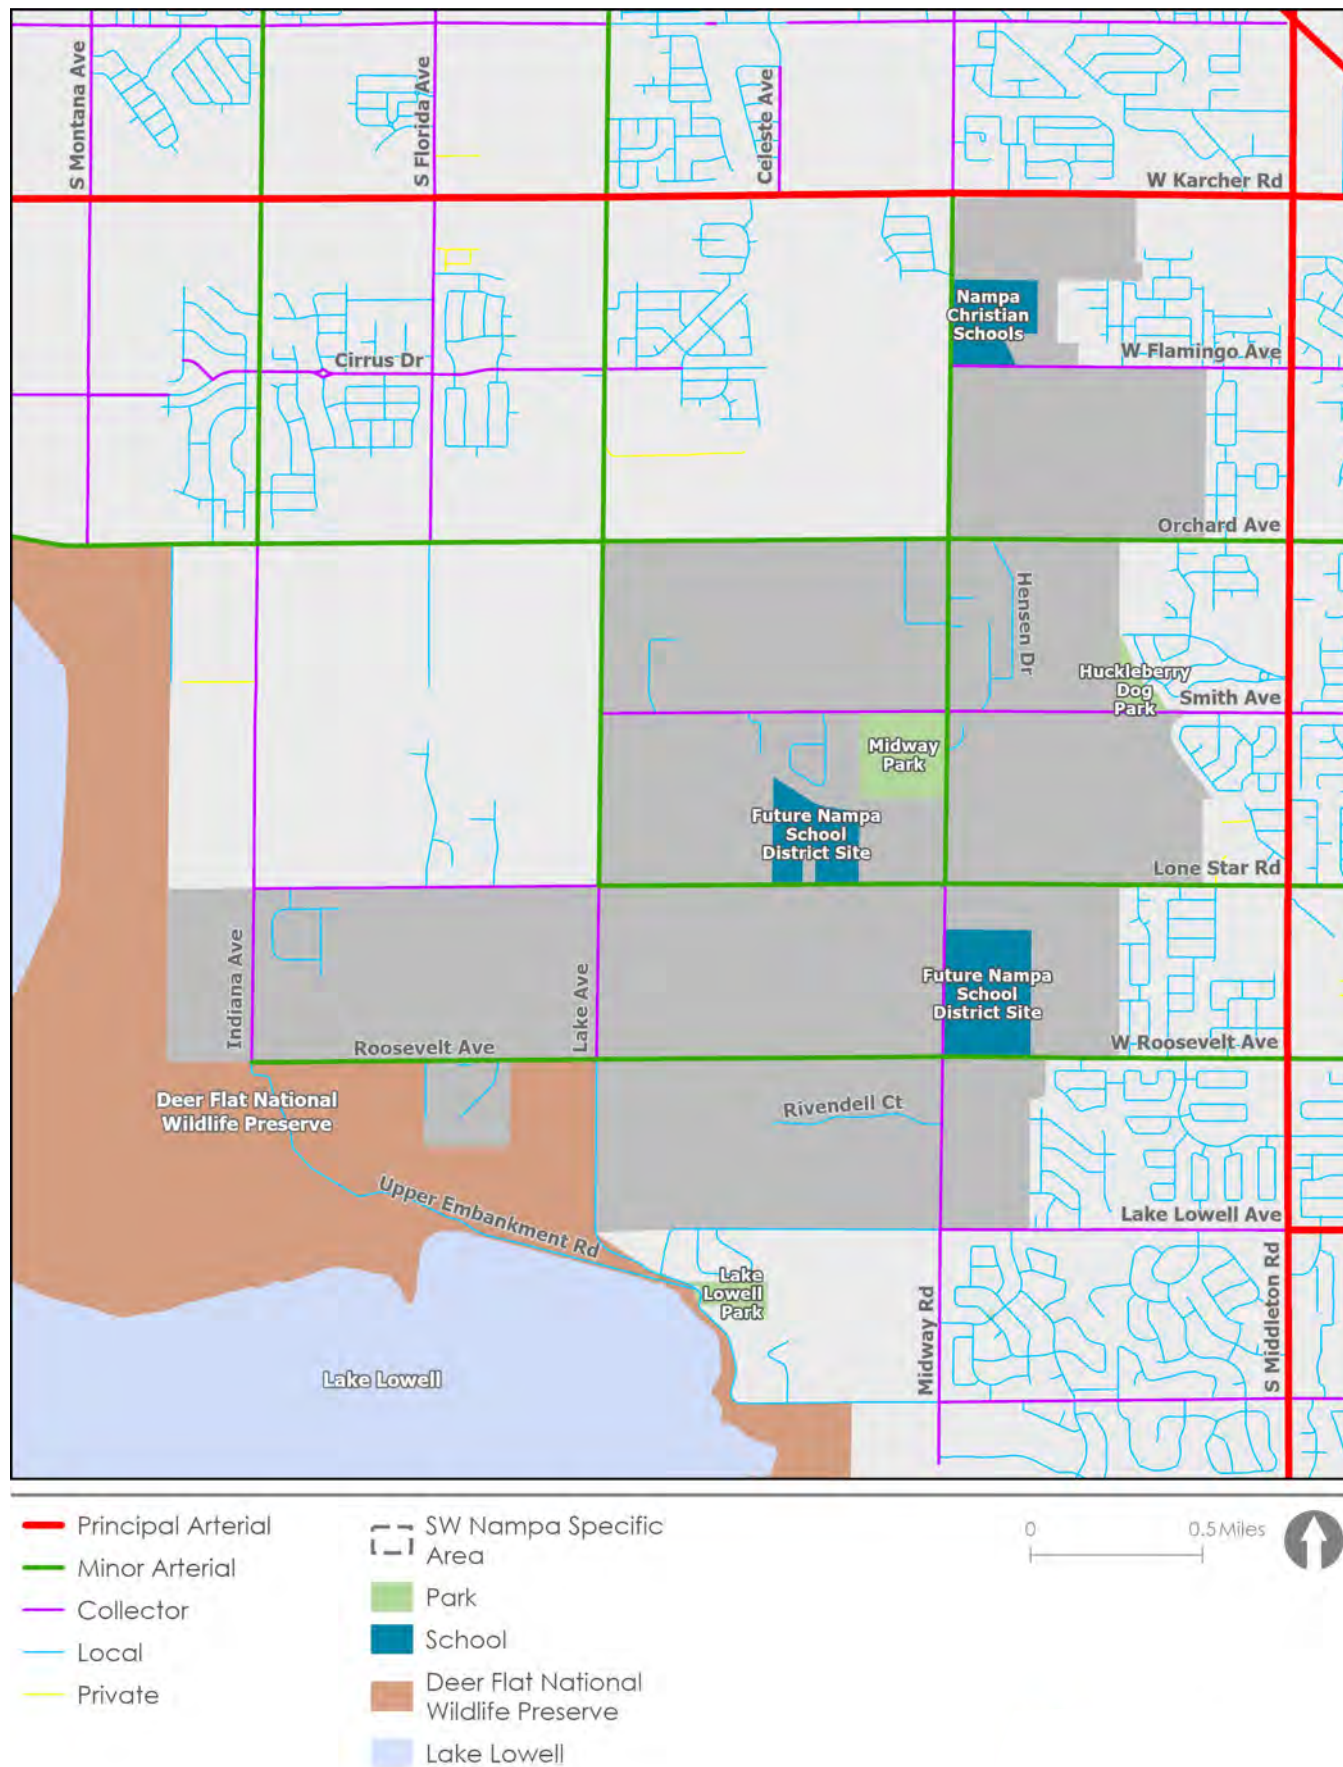 S Montana Ave
S Florida Ave
Celeste Ave
W Karcher Rd
Nampa
Christian
Schools
W Flamingo Ave
Cirrus Dr
Orchard Ave
Hensen Dr
Huckleberry
Dog
Park
Smith Ave
Midway
Park
Future Nampa
School
District Site
Lone Star Rd
Indiana Ave
Lake Ave
Future Nampa
School
District Site
Roosevelt Ave
W Roosevelt Ave
Deer Flat National
Wildlife Preserve
Rivendell Ct
Upper Embankment Rd
Lake Lowell Ave
Lake
Lowell
Park
Midway Rd
S Middleton Rd
Lake Lowell
Principal Arterial
Minor Arterial
Collector
Local
Private
SW Nampa Specific
Area
Park
School
Deer Flat National
Wildlife Preserve
Lake Lowell
0 0.5 Miles